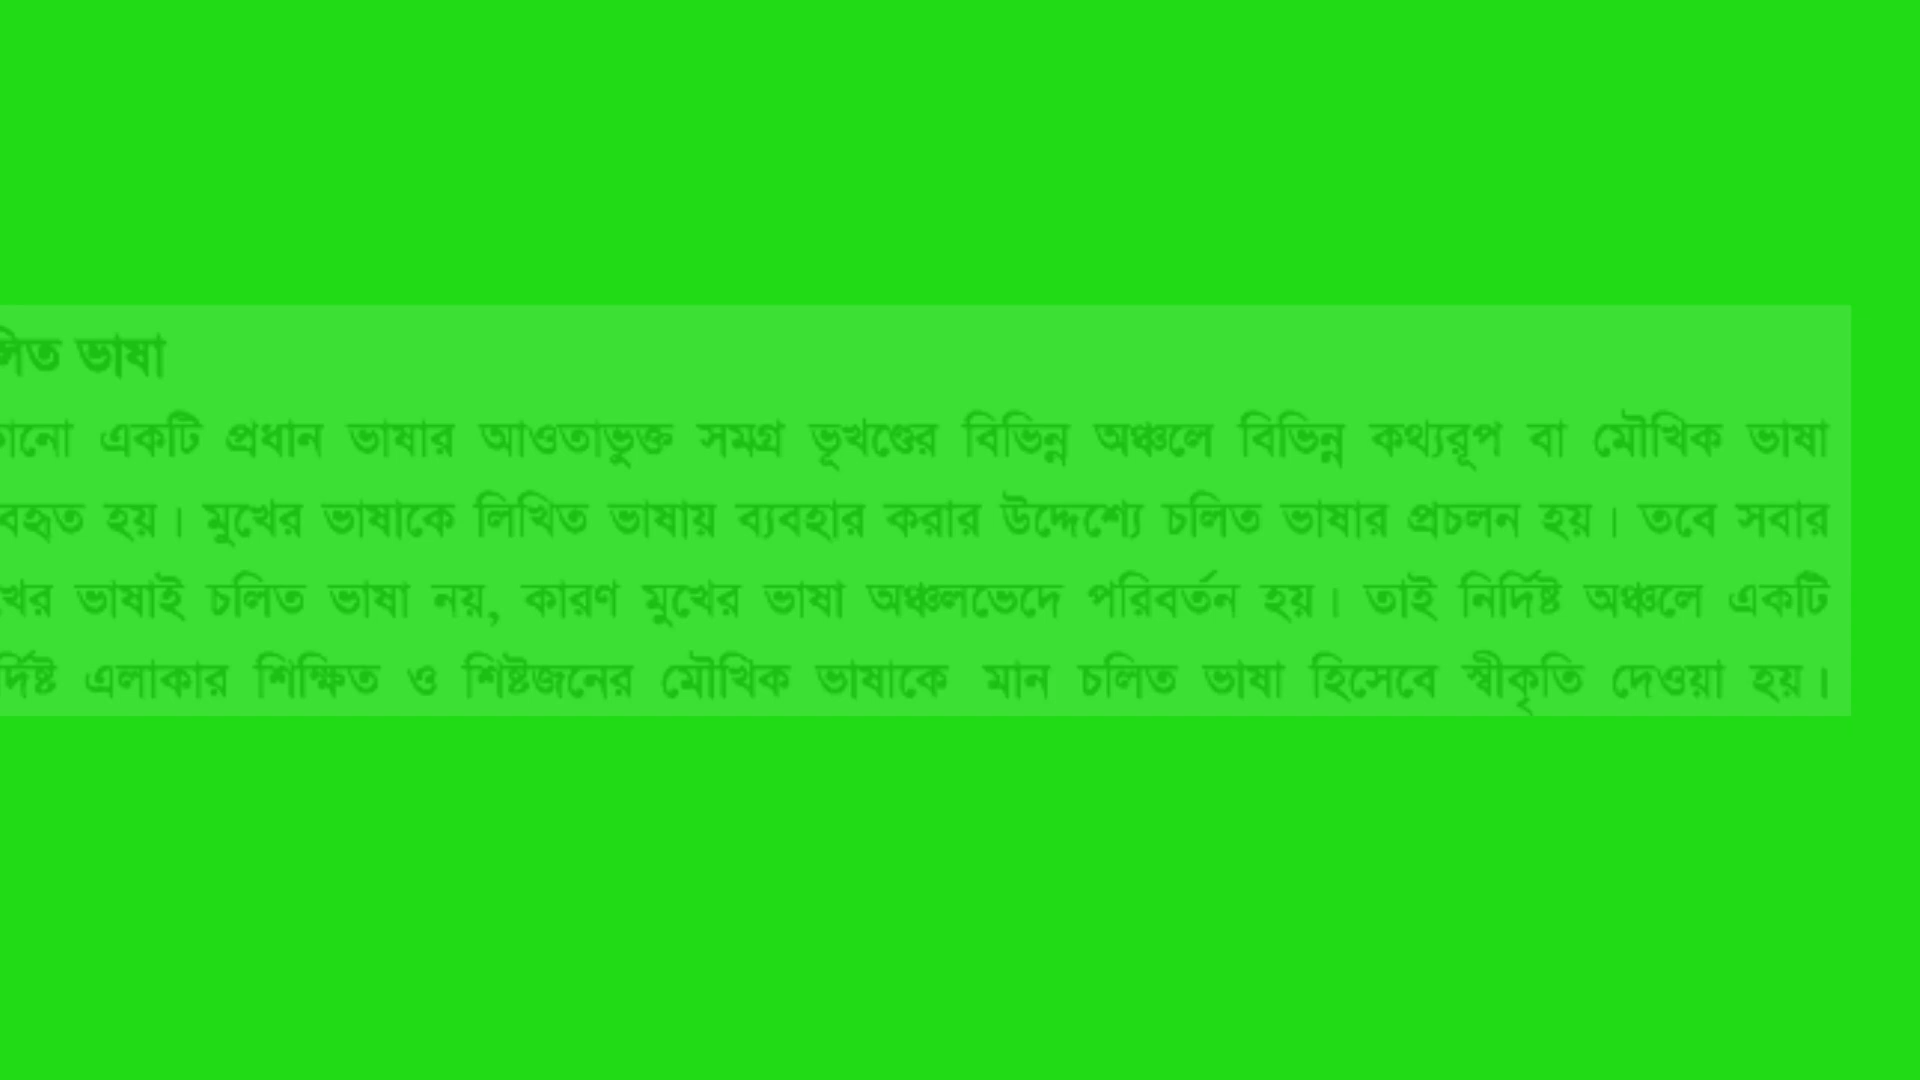 ভাষা
একটি প্রধান ভাষার আওতাভুক্ত সমগ্র ভূখণ্ডের বিভিন্ন অঞ্চলে বিভিন্ন কথ্যরূপ বা মৌখিক ভাষা
হয়। মুখের ভাষাকে লিখিত ভাষায় ব্যবহার করার উদ্দেশ্যে চলিত ভাষার প্রচলন হয়। তবে সবার
ভাষাই চলিত ভাষা নয়, কারণ মুখের ভাষা অঞ্চলভেদে পরিবর্তন হয়। তাই নির্দিষ্ট অঞ্চলে একটি
এলাকার শিক্ষিত ও শিষ্টজনের মৌখিক ভাষাকে মান চলিত ভাষা হিসেবে স্বীকৃতি দেওয়া হয়।